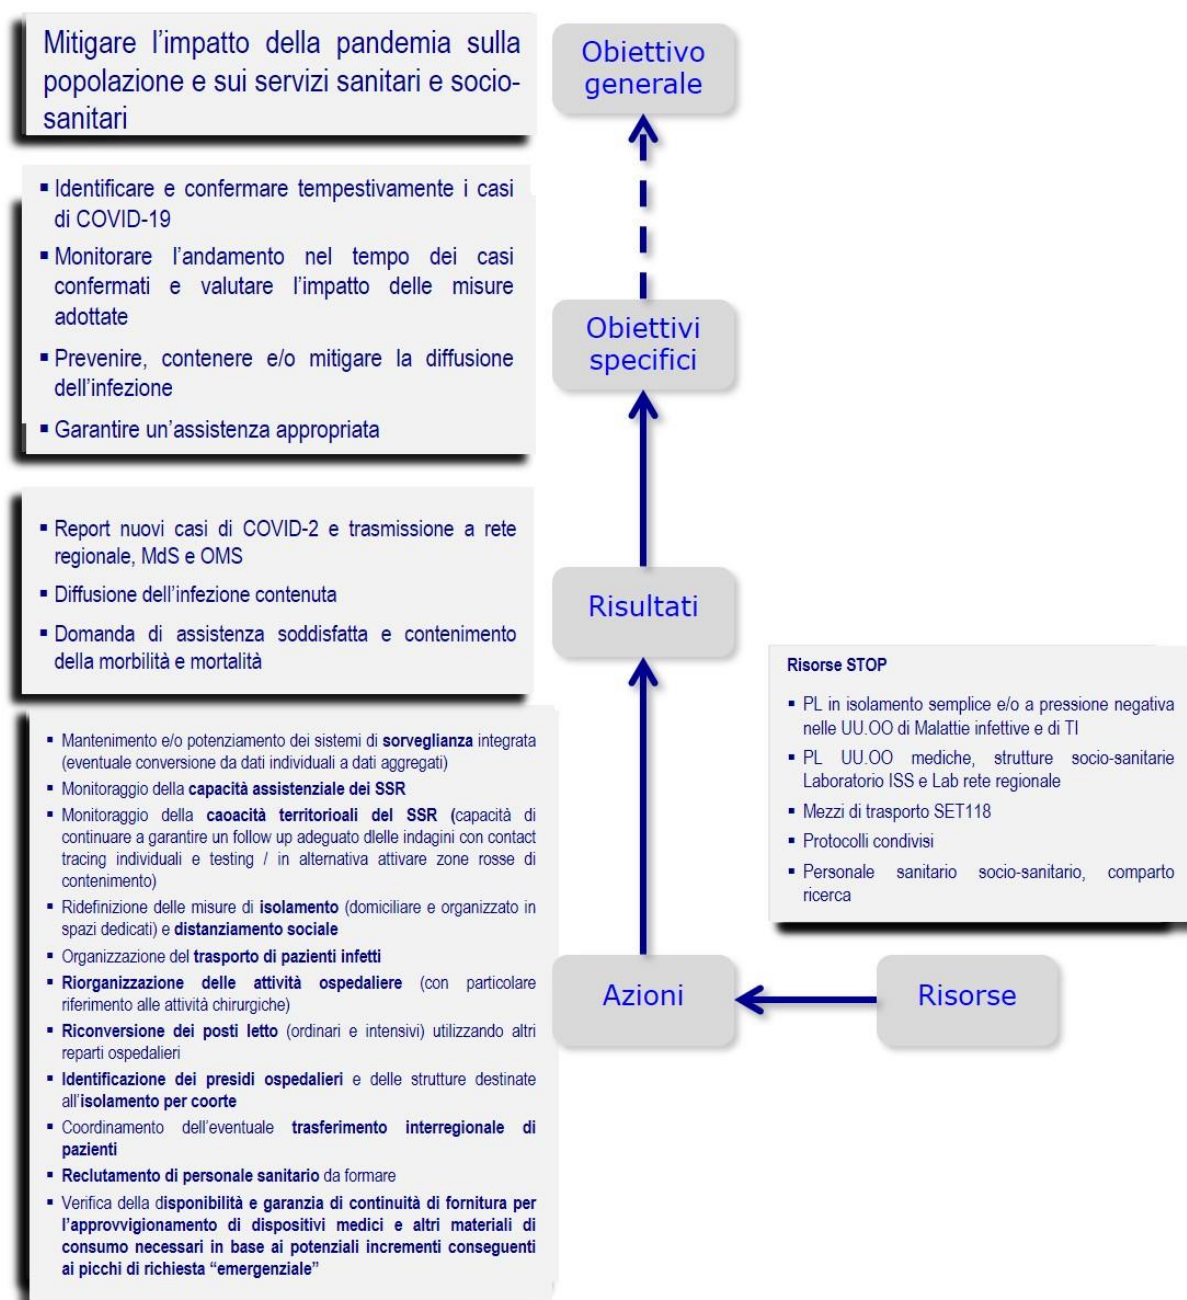 Mitigare l'impatto della pandemia sulla
popolazione e sui servizi sanitari e socio-
sanitari
Obiettivo
generale
▪ Identificare e confermare tempestivamente i casi
di COVID-19
▪ Monitorare l'andamento nel tempo dei casi
confermati e valutare l'impatto delle misure
adottate
▪ Prevenire, contenere e/o mitigare la diffusione
dell'infezione
▪ Garantire un'assistenza appropriata
Obiettivi
specifici
▪ Report nuovi casi di COVID-2 e trasmissione a rete
regionale, MdS e OMS
▪ Diffusione dell'infezione contenuta
▪ Domanda di assistenza soddisfatta e contenimento
della morbilità e mortalità
Risultati
▪ Mantenimento e/o potenziamento dei sistemi di sorveglianza integrata
(eventuale conversione da dati individuali a dati aggregati)
▪ Monitoraggio della capacità assistenziale dei SSR
▪ Monitoraggio della caoacità territorioali del SSR (capacità di
continuare a garantire un follow up adeguato dlelle indagini con contact
tracing individuali e testing / in alternativa attivare zone rosse di
contenimento)
▪ Ridefinizione delle misure di isolamento (domiciliare e organizzato in
spazi dedicati) e distanziamento sociale
▪ Organizzazione del trasporto di pazienti infetti
▪ Riorganizzazione delle attività ospedaliere (con particolare
riferimento alle attività chirurgiche)
▪ Riconversione dei posti letto (ordinari e intensivi) utilizzando altri
reparti ospedalieri
▪ Identificazione dei presidi ospedalieri e delle strutture destinate
all'isolamento per coorte
▪ Coordinamento dell'eventuale trasferimento interregionale di
pazienti
▪ Reclutamento di personale sanitario da formare
▪ Verifica della disponibilità e garanzia di continuità di fornitura per
l'approvvigionamento di dispositivi medici e altri materiali di
consumo necessari in base ai potenziali incrementi conseguenti
ai picchi di richiesta "emergenziale"
Azioni
Risorse STOP
▪ PL in isolamento semplice e/o a pressione negativa
nelle UU.OO di Malattie infettive e di TI
▪ PL UU.OO mediche, strutture socio-sanitarie
Laboratorio ISS e Lab rete regionale
▪ Mezzi di trasporto SET118
▪ Protocolli condivisi
▪ Personale sanitario socio-sanitario, comparto
ricerca
Risorse